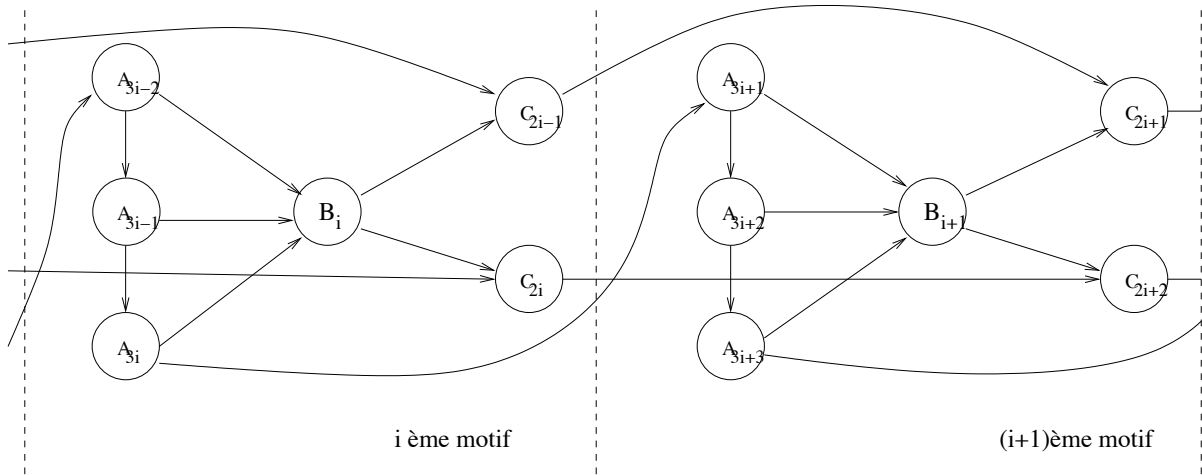 A3i−2
A3i+1
C2i−1
C2i+1
A3i−1
Bi
A3i+2
Bi+1
C2i
C2i+2
A3i
A3i+3
i ème motif
(i+1)ème motif